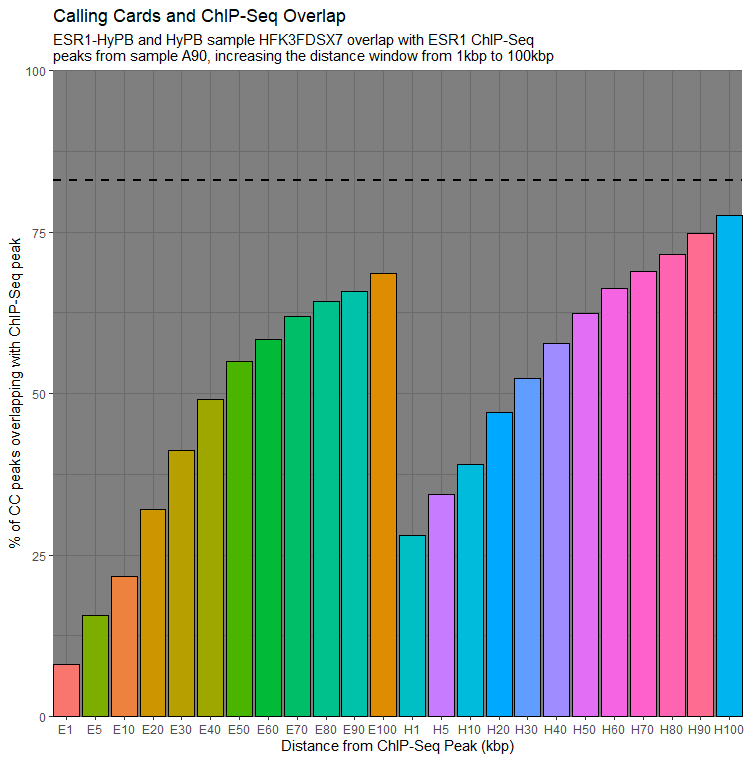 Calling Cards and ChIP-Seq Overlap
ESR1-HyPB and HyPB sample HFK3FDSX7 overlap with ESR1 ChIP-Seq
peaks from sample A90, increasing the distance window from 1kbp to 100kbp
% of CC peaks overlapping with ChIP-Seq peak
100
75
50
25
0
E1 E5 E10 E20 E30 E40 E50 E60 E70 E80 E90 E100 H1 H5 H10 H20 H30 H40 H50 H60 H70 H80 H90 H100
Distance from ChIP-Seq Peak (kbp)